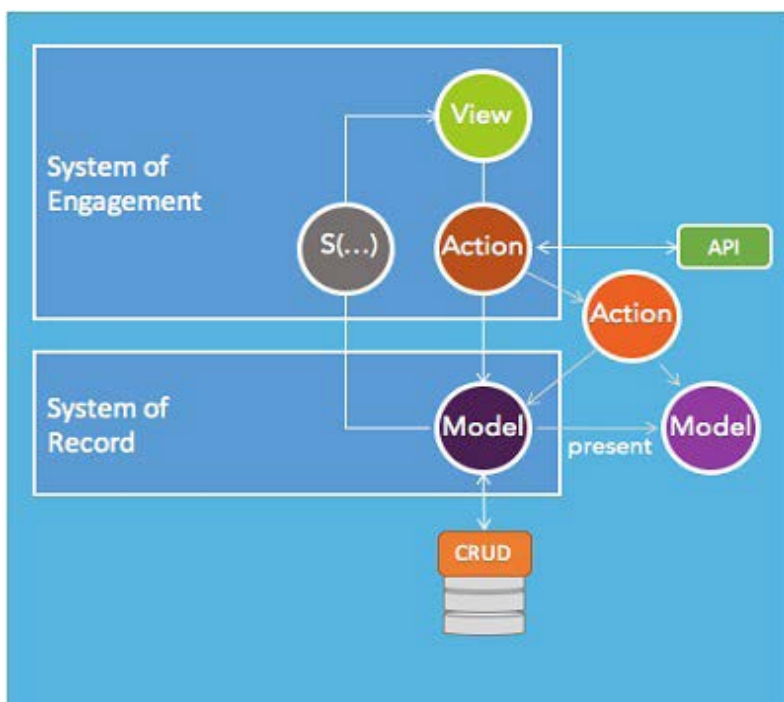 View
System of
Engagement
S(...)
Action
API
Action
System of
Record
Model
present
Model
CRUD